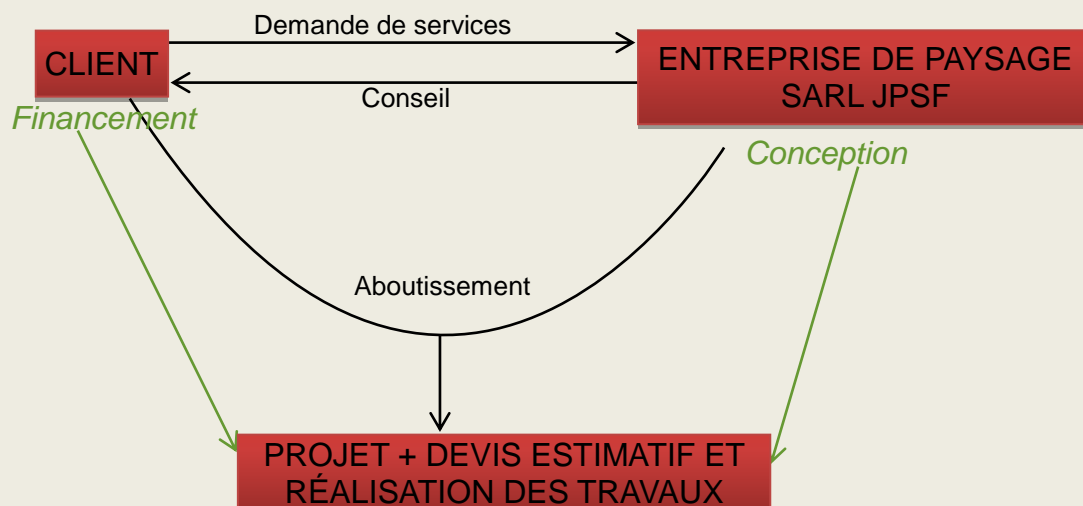 Demande de services
CLIENT
ENTREPRISE DE PAYSAGE
SARL JPSF
Conseil
Financement
Conception
Aboutissement
PROJET + DEVIS ESTIMATIF ET
RÉALISATION DES TRAVAUX